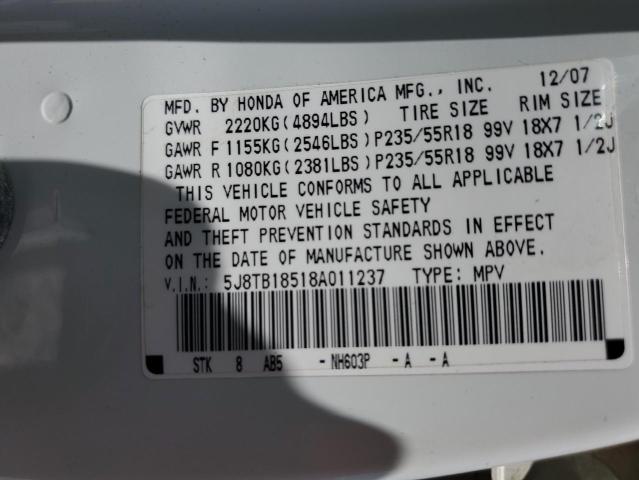 MFD. BY HONDA OF AMERICA MFG., INC. 12/07
GVWR 2220KG(4894LBS) TIRE SIZE RIM SIZE
GAWR F1155KG(2546LBS)P235/55R18 99V 18X7 1/2J
GAWR R1080KG(2381LBS)P235/55R18 99V 18X7 1/2J
THIS VEHICLE CONFORMS TO ALL APPLICABLE
FEDERAL MOTOR VEHICLE SAFETY
AND THEFT PREVENTION STANDARDS IN EFFECT
ON THE DATE OF MANUFACTURE SHOWN ABOVE.
V.I.N.: 5J8TB18518A011237 TYPE: MPV
STK 8 AB5 -NH603P -A -A